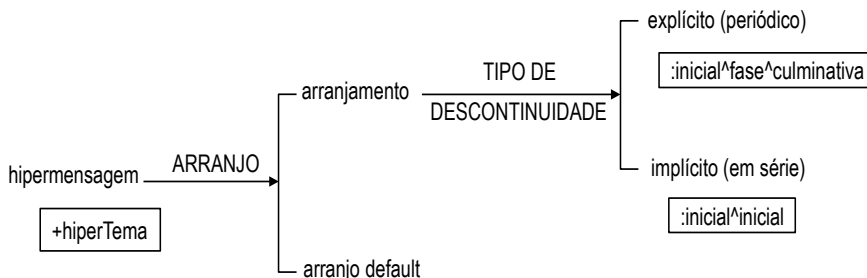 explícito (periódico)
:inicial^fase^culminativa
TIPO DE
arranjamento
DESCONTINUIDADE
ARRANJO
hipermensagem
implícito (em série)
:inicial^inicial
+hiperTema
arranjo default